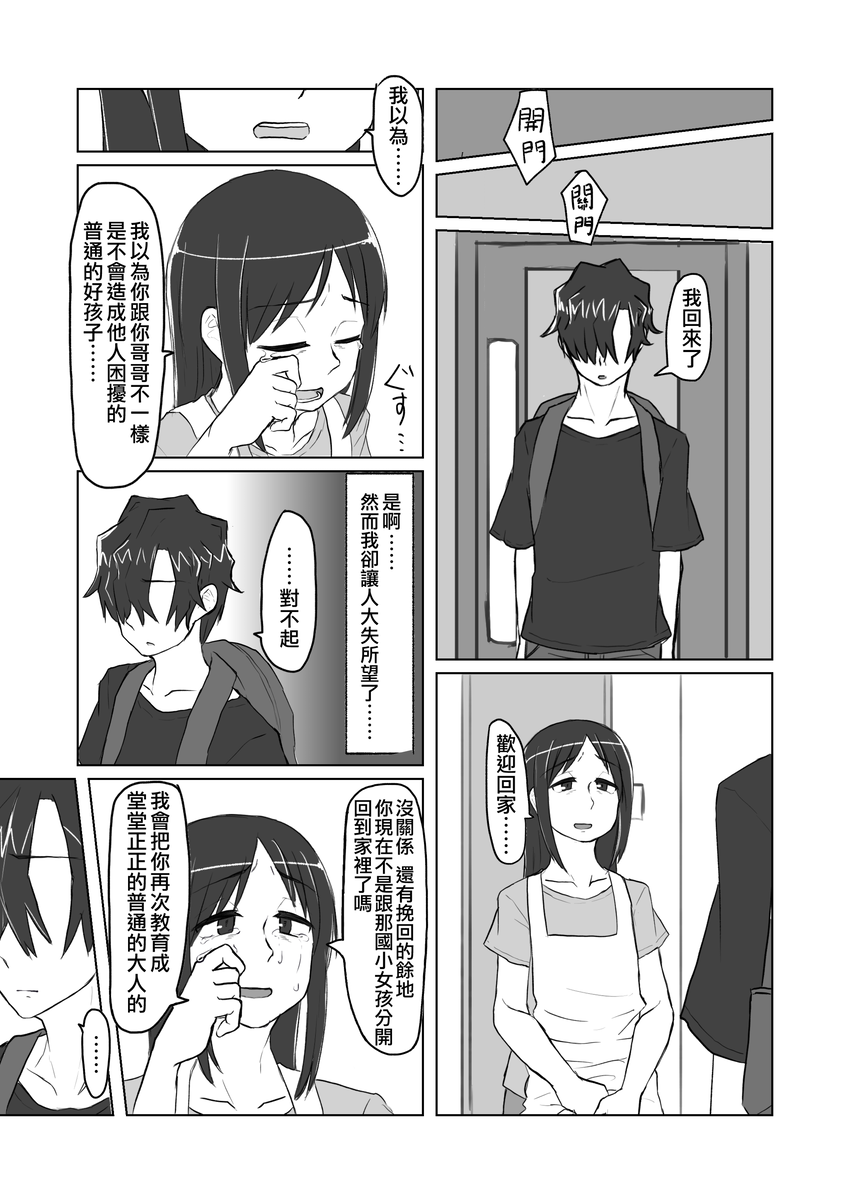 開門
關門
我回來了
歡迎回家……
我以為……
我以為你跟你哥哥不一樣
是不會造成他人困擾的
普通的好孩子……
ぐす…
是啊……
然而我卻讓人大失所望了……
……對不起
沒關係 還有挽回的餘地
你現在不是跟那國小女孩分開
回到家裡了嗎
我會把你再次教育成
堂堂正正的普通的大人的
……